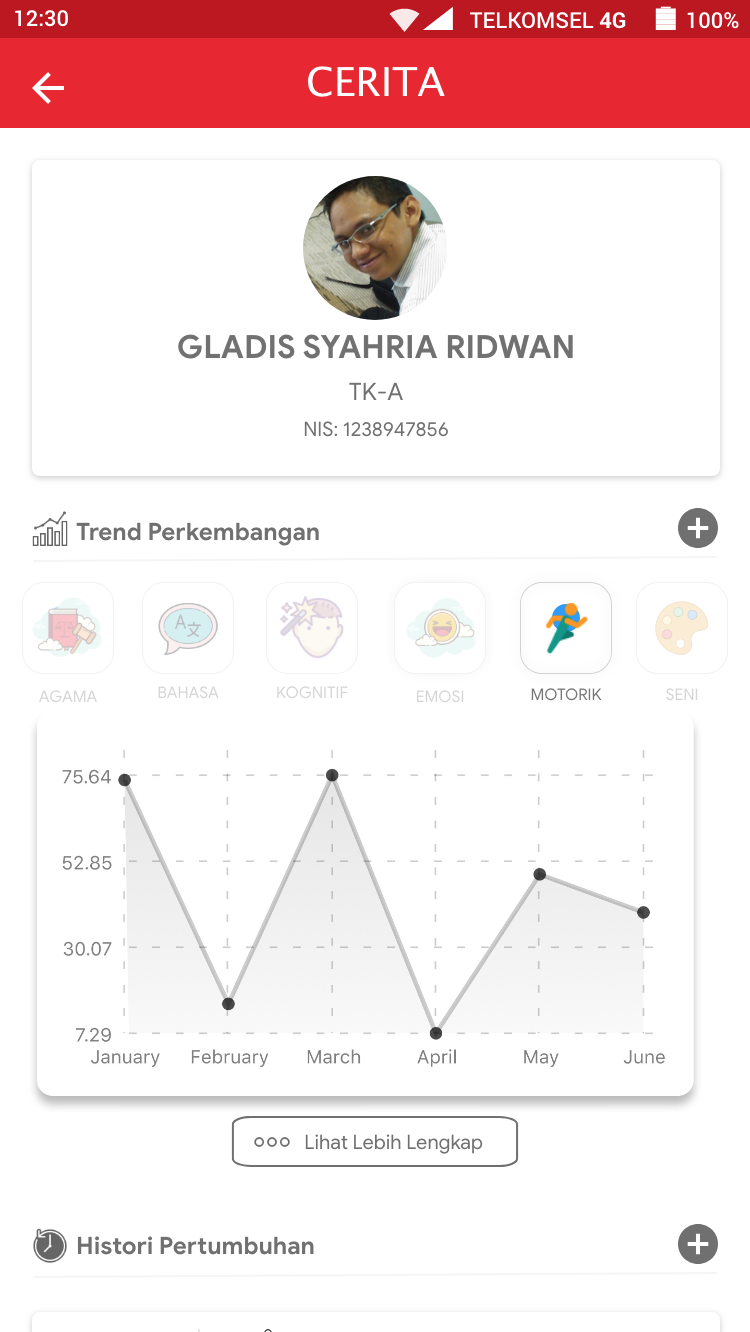 12:30 TELKOMSEL 4G 100%
CERITA
GLADIS SYAHRIA RIDWAN
TK-A
NIS: 1238947856
Trend Perkembangan
A 文
AGAMA BAHASA KOGNITIF EMOSI MOTORIK SENI
75.64
52.85
30.07
7.29
January February March April May June
Lihat Lebih Lengkap
Histori Pertumbuhan